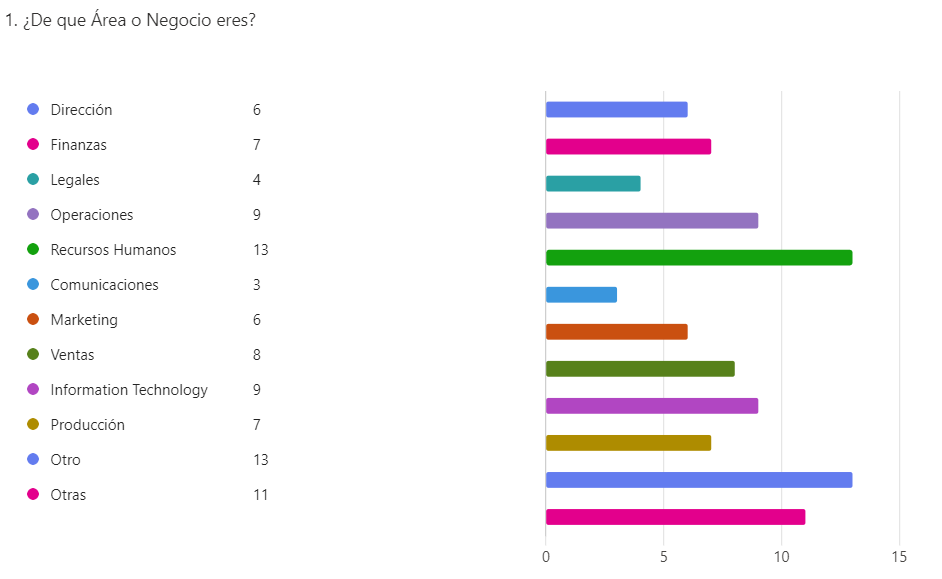 1. ¿De que Área o Negocio eres?
Dirección 6
Finanzas 7
Legales 4
Operaciones 9
Recursos Humanos 13
Comunicaciones 3
Marketing 6
Ventas 8
Information Technology 9
Producción 7
Otro 13
Otras 11
0 5 10 15